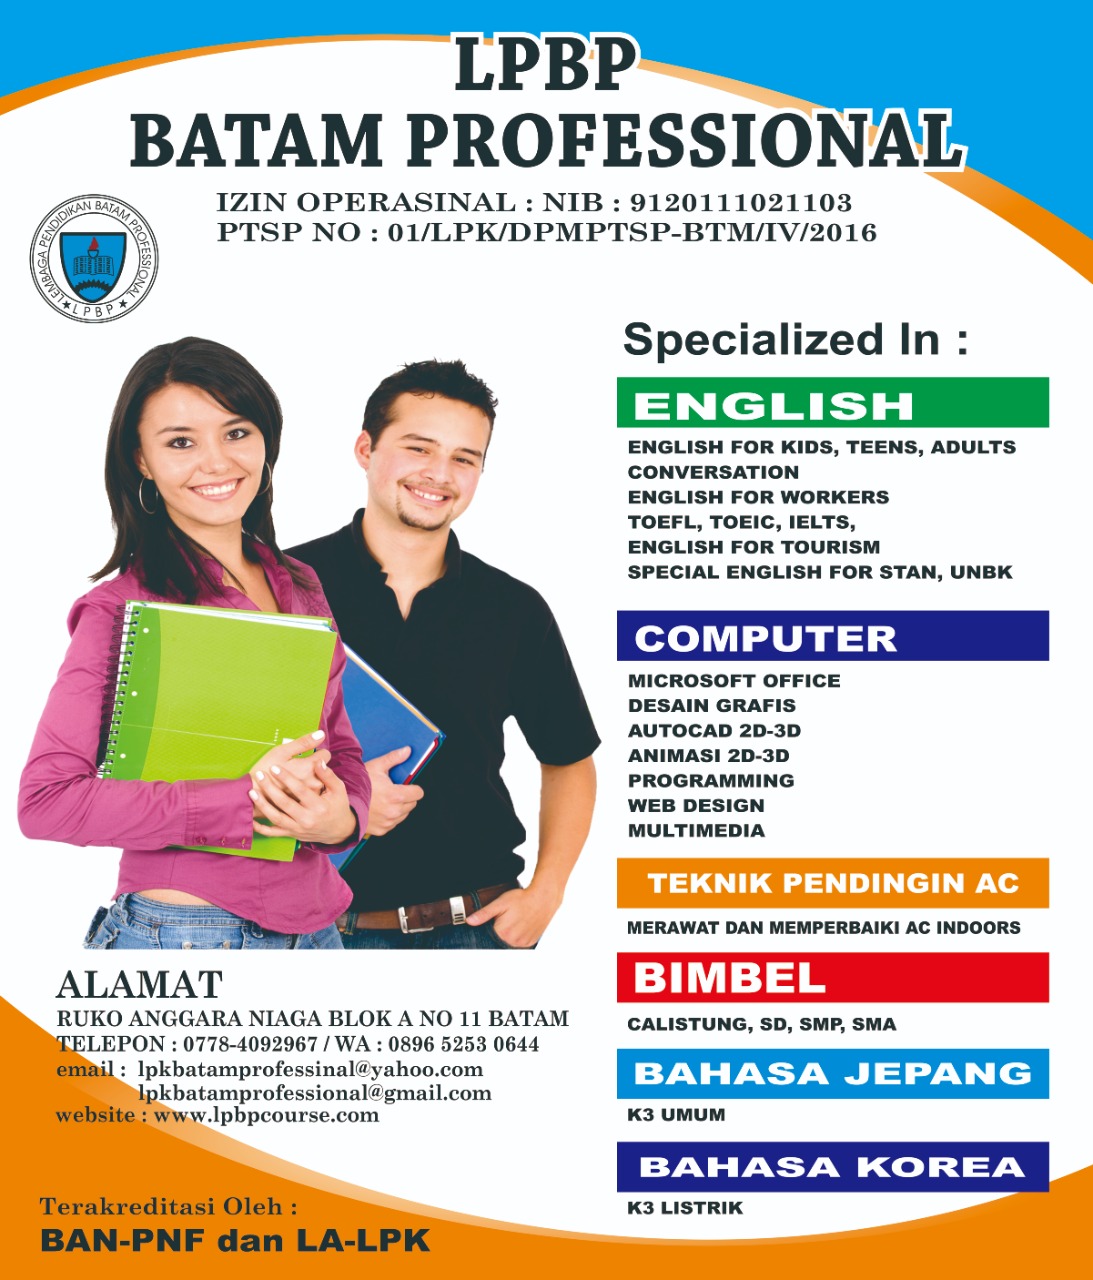 LPBP
BATAM PROFESSIONAL
IZIN OPERASINAL : NIB : 9120111021103
PTSP NO : 01/LPK/DPMPTSP-BTM/IV/2016
LEMBAGA PENDIDIKAN BATAM PROFESSIONAL
★ LPBP ★
Specialized In :
ENGLISH
ENGLISH FOR KIDS, TEENS, ADULTS
CONVERSATION
ENGLISH FOR WORKERS
TOEFL, TOEIC, IELTS,
ENGLISH FOR TOURISM
SPECIAL ENGLISH FOR STAN, UNBK
COMPUTER
MICROSOFT OFFICE
DESAIN GRAFIS
AUTOCAD 2D-3D
ANIMASI 2D-3D
PROGRAMMING
WEB DESIGN
MULTIMEDIA
TEKNIK PENDINGIN AC
MERAWAT DAN MEMPERBAIKI AC INDOORS
BIMBEL
CALISTUNG, SD, SMP, SMA
BAHASA JEPANG
K3 UMUM
BAHASA KOREA
K3 LISTRIK
ALAMAT
RUKO ANGGARA NIAGA BLOK A NO 11 BATAM
TELEPON : 0778-4092967 / WA : 0896 5253 0644
email : lpkbatamprofessinal@yahoo.com
lpkbatamprofessional@gmail.com
website : www.lpbpcourse.com
Terakreditasi Oleh :
BAN-PNF dan LA-LPK